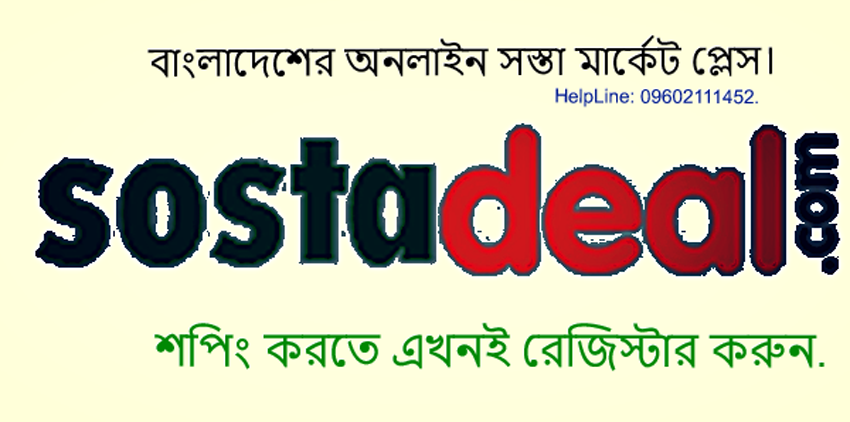 বাংলাদেশের অনলাইন সস্তা মার্কেট প্লেস।
HelpLine: 09602111452.
sostadeal.com
শপিং করতে এখনই রেজিস্টার করুন.